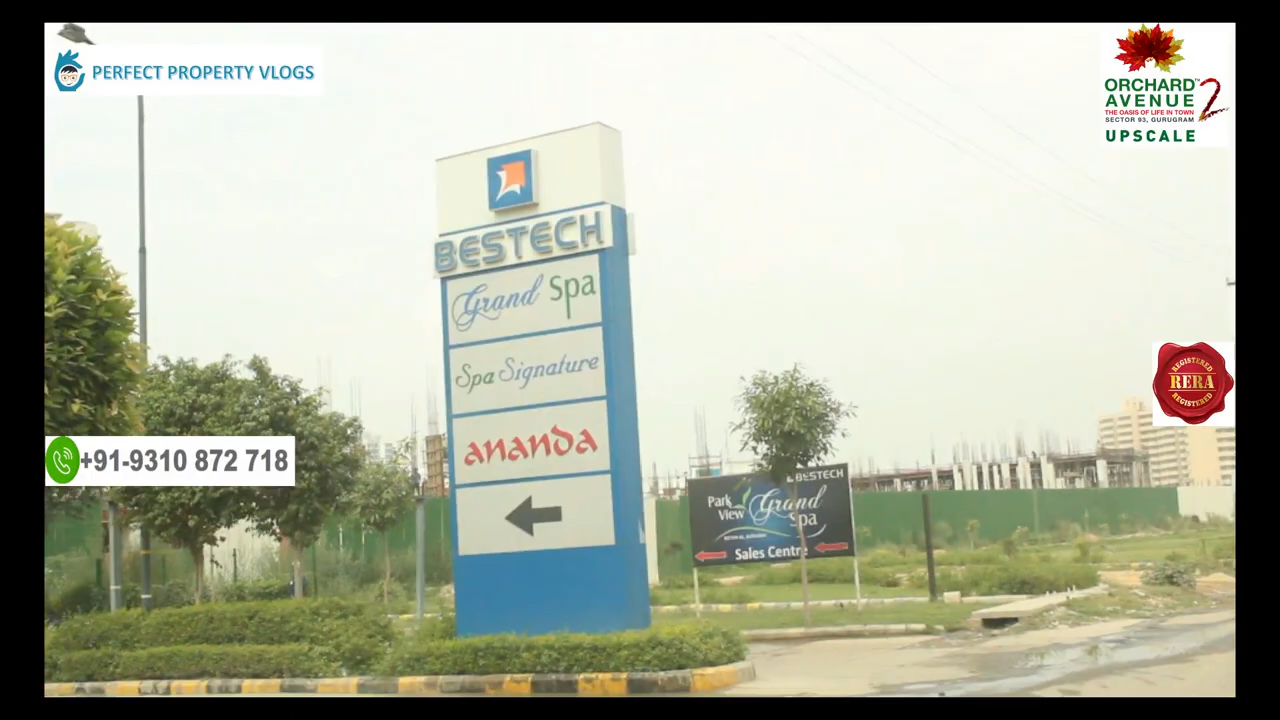 PERFECT PROPERTY VLOGS
ORCHARD
AVENUE 2
THE OASIS OF LIFE IN TOWN
SECTOR 93, GURUGRAM
UPSCALE
BESTECH
Grand Spa
Spa Signature
ananda
REGISTERED
RERA
REGISTERED
+91-9310 872 718
BESTECH
Park View Grand Spa
Sales Centre